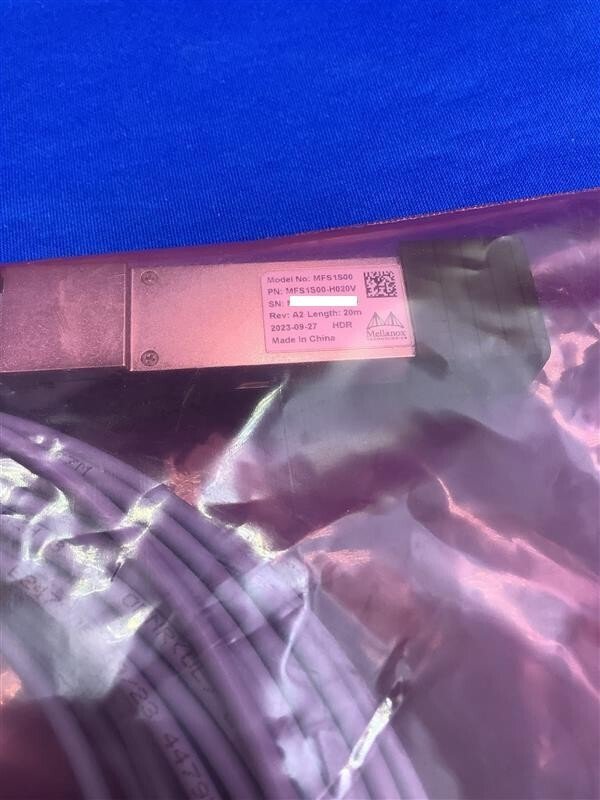 Model No: MFS1S00
PN: MFS1S00-H020V
SN:
Rev: A2 Length: 20m
2023-09-27 HDR
Made In China
Mellanox
TECHNOLOGIES